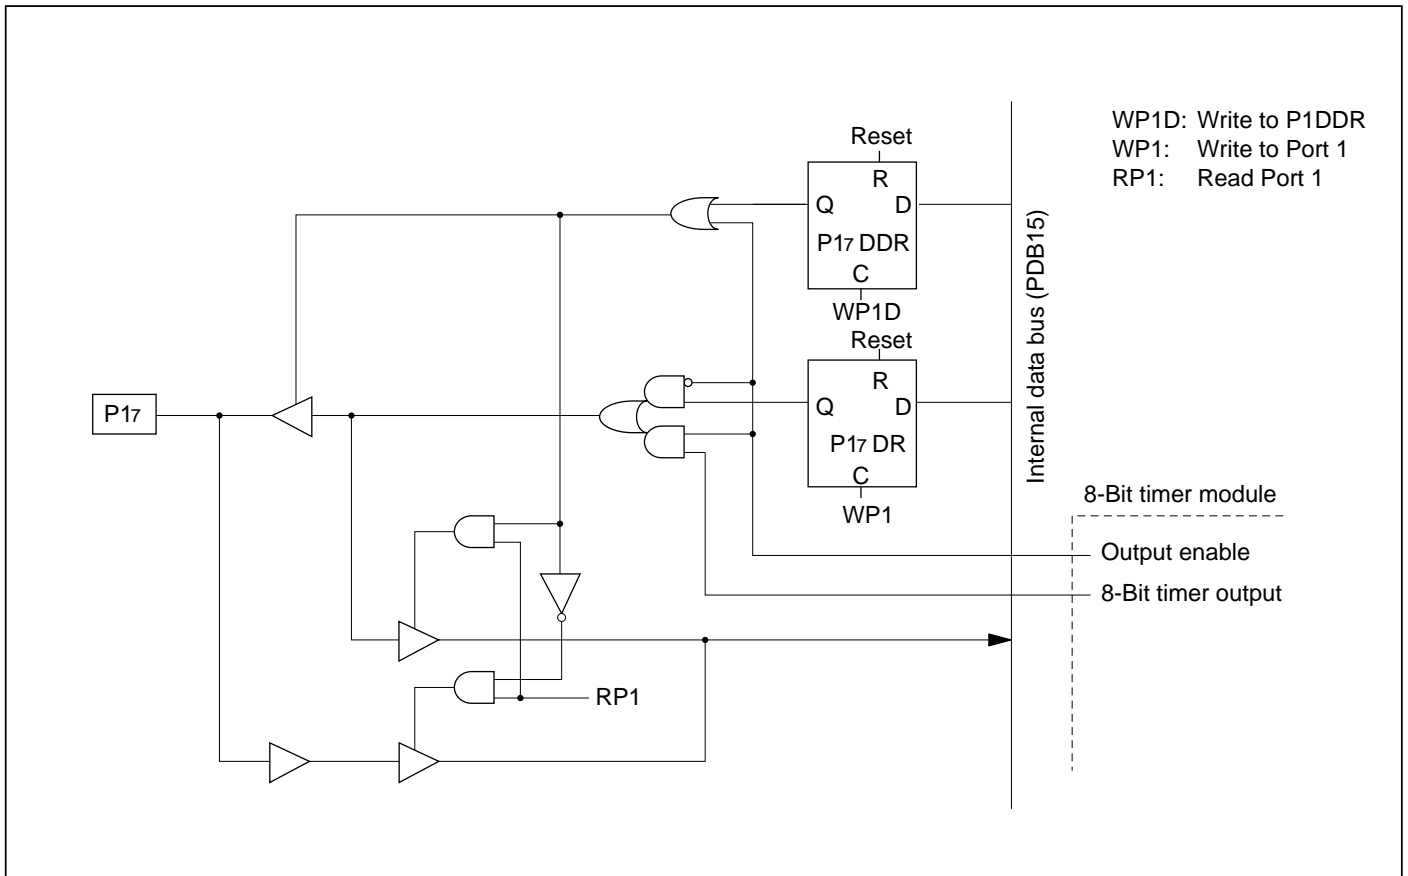 WP1D: Write to P1DDR
WP1: Write to Port 1
RP1: Read Port 1
Reset
R
Q D
P17 DDR
C
WP1D
Reset
R
Q D
P17 DR
C
WP1
P17
Internal data bus (PDB15)
8-Bit timer module
Output enable
8-Bit timer output
RP1